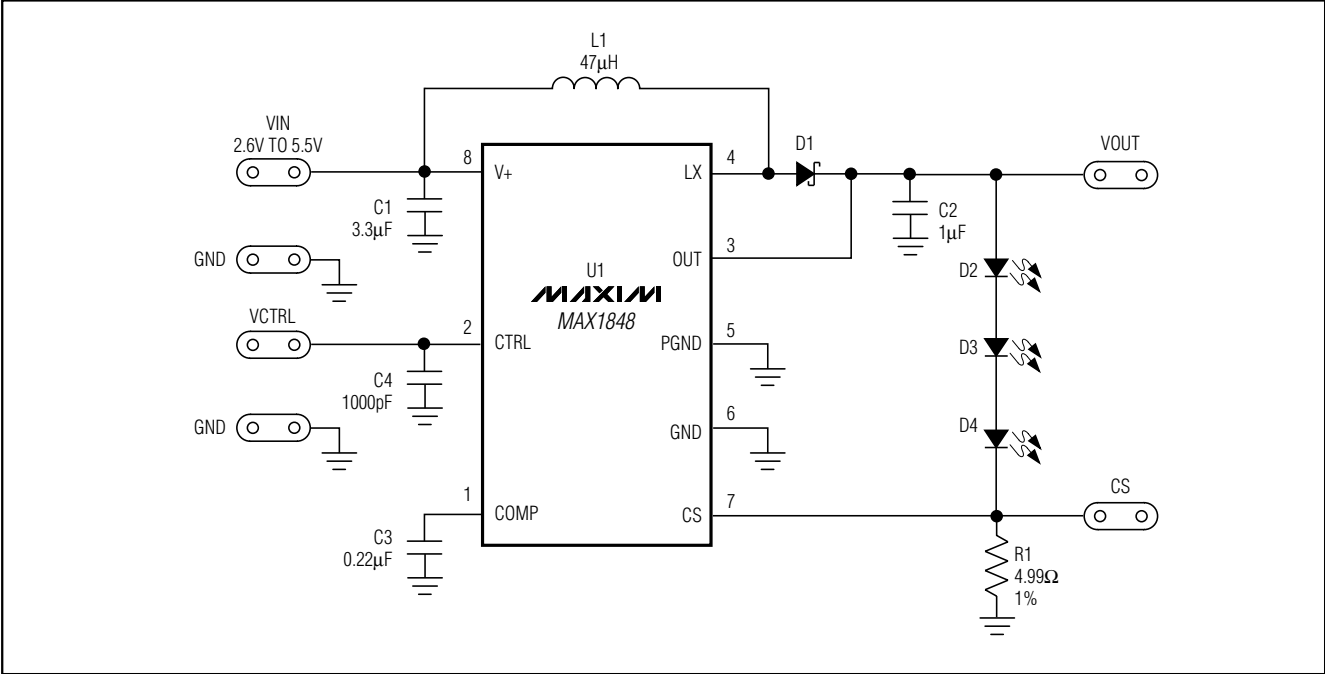 L1
47μH
VIN
2.6V TO 5.5V
8
V+
C1
3.3μF
GND
VCTRL
2
CTRL
C4
1000pF
GND
1
COMP
C3
0.22μF
U1
MAXIM
MAX1848
LX
4
D1
OUT
3
PGND
5
GND
6
CS
7
C2
1μF
VOUT
D2
D3
D4
CS
R1
4.99Ω
1%